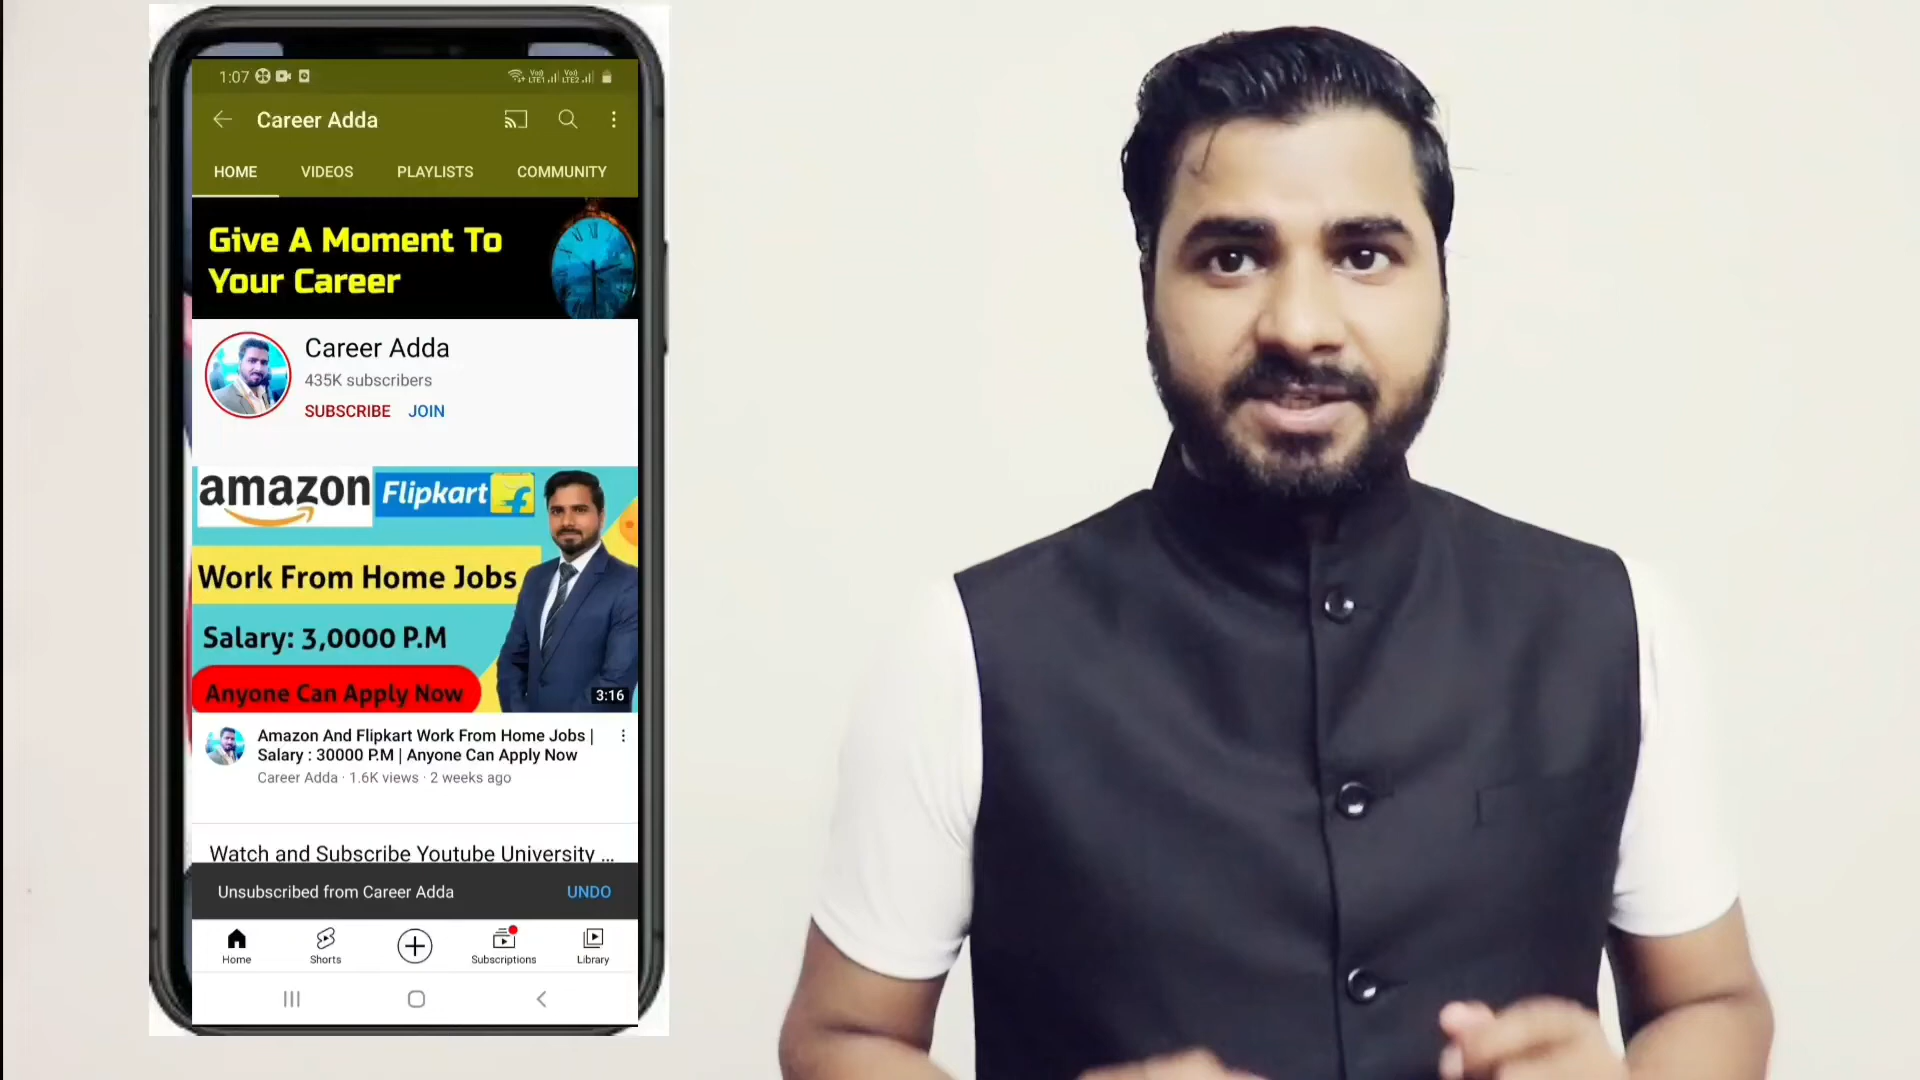 1:07
Career Adda
HOME VIDEOS PLAYLISTS COMMUNITY
Give A Moment To
Your Career
Career Adda
435K subscribers
SUBSCRIBE JOIN
amazon Flipkart
Work From Home Jobs
Salary: 3,0000 P.M
Anyone Can Apply Now
3:16
Amazon And Flipkart Work From Home Jobs |
Salary : 30000 P.M | Anyone Can Apply Now
Career Adda · 1.6K views · 2 weeks ago
Watch and Subscribe Youtube University ...
Unsubscribed from Career Adda UNDO
Home Shorts Subscriptions Library